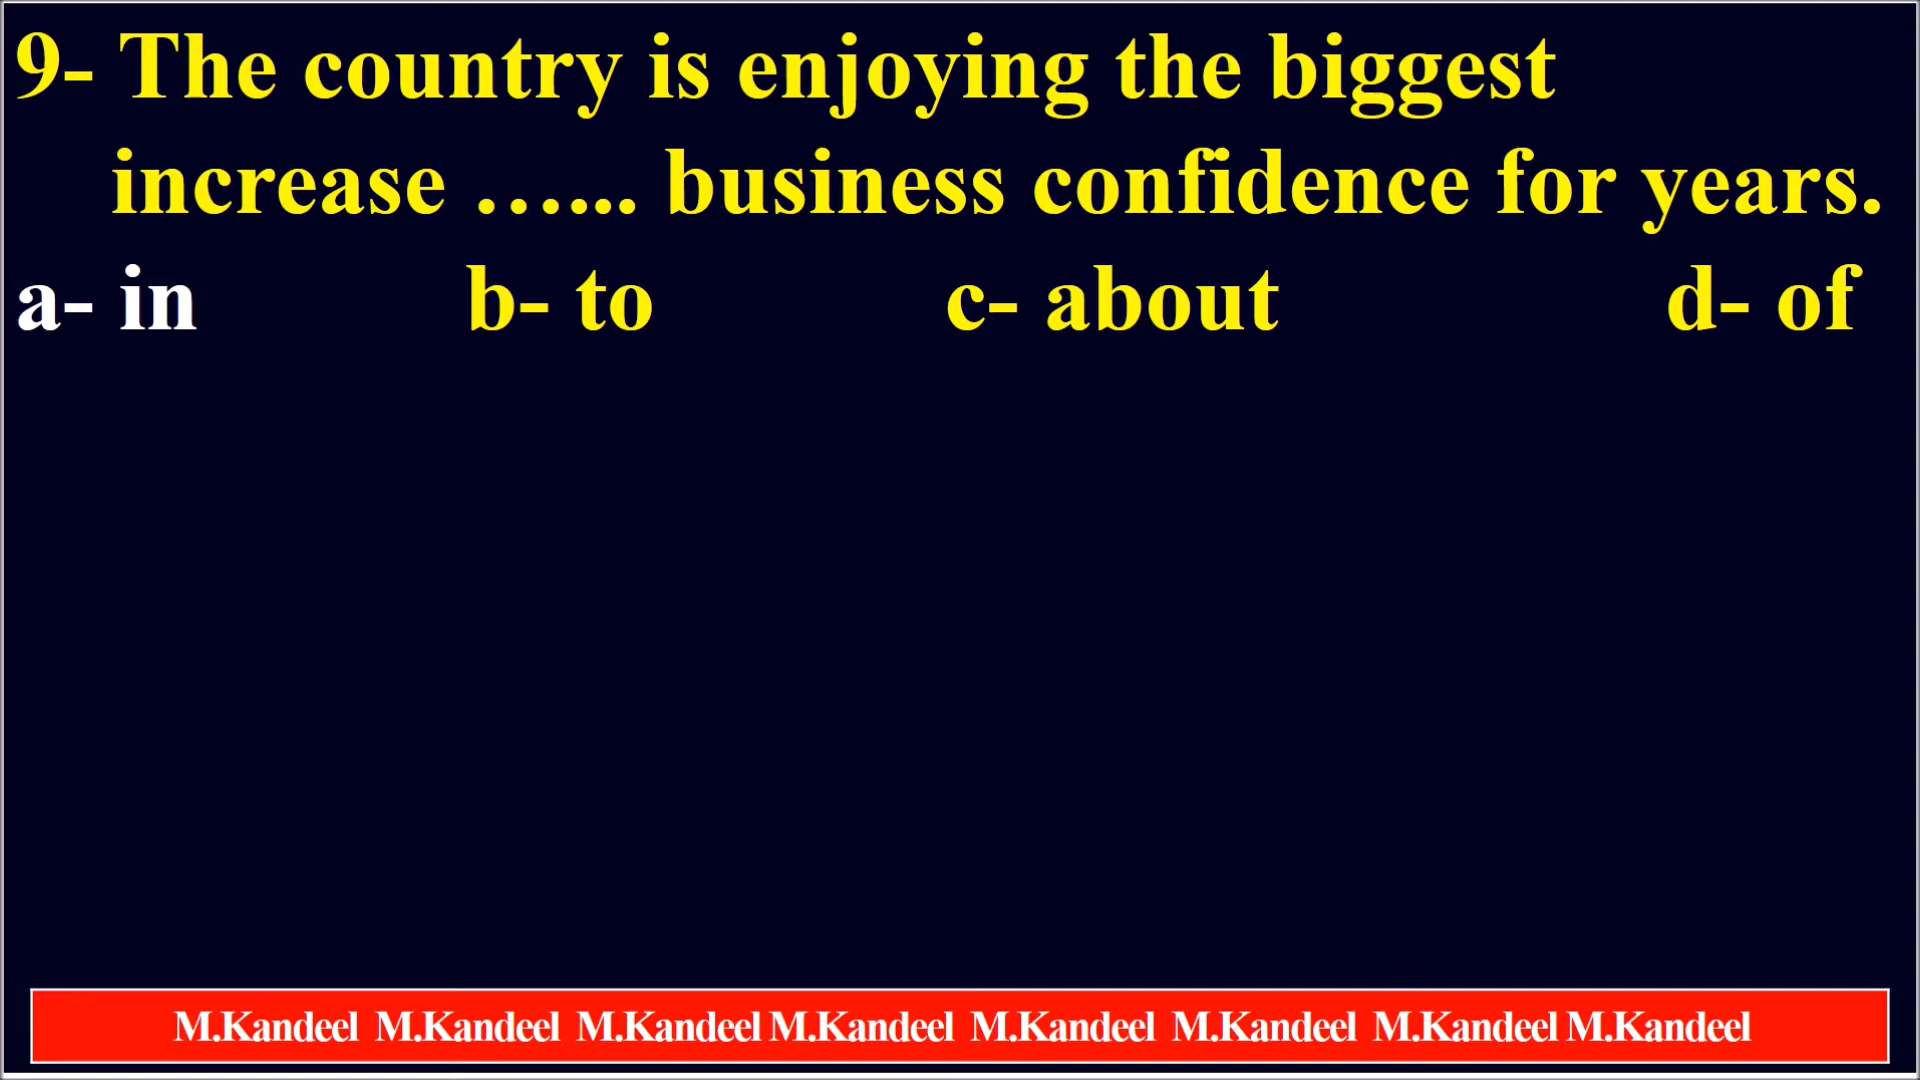 9- The country is enjoying the biggest
increase …... business confidence for years.
a- in b- to c- about d- of
M.Kandeel M.Kandeel M.Kandeel M.Kandeel M.Kandeel M.Kandeel M.Kandeel M.Kandeel